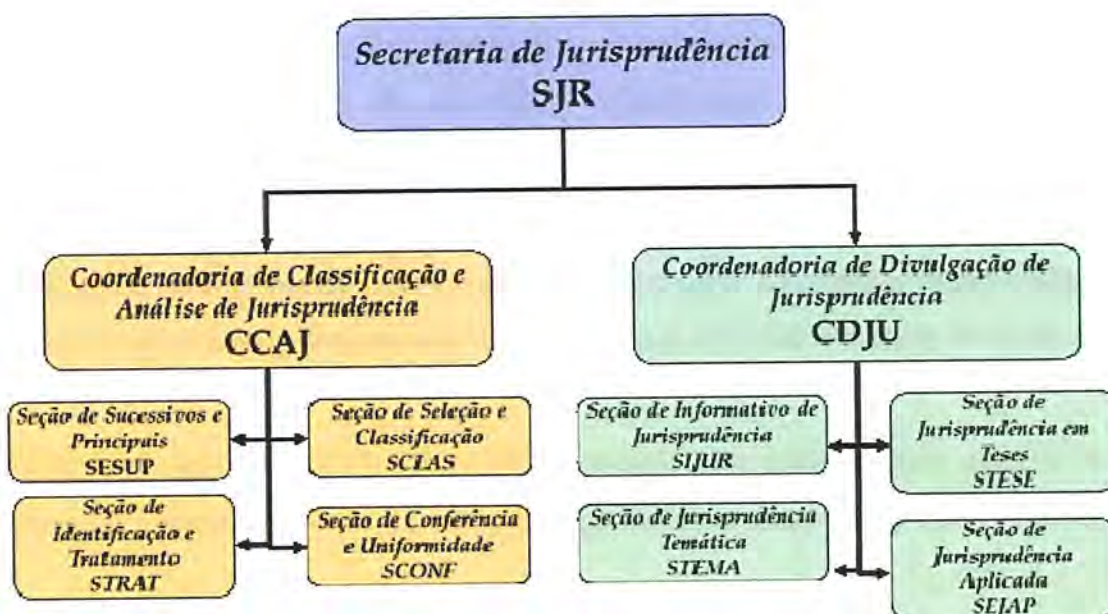 Secretaria de Jurisprudência
SJR
Coordenadoria de Classificação e
Análise de Jurisprudência
CCAJ
Coordenadoria de Divulgação de
Jurisprudência
CDJU
Seção de Sucessivos e
Principais
SESUP
Seção de Seleção e
Classificação
SCLAS
Seção de Informativo de
Jurisprudência
SIJUR
Seção de
Jurisprudência em
Teses
STESE
Seção de
Identificação e
Tratamento
STRAT
Seção de Conferência
e Uniformidade
SCONF
Seção de Jurisprudência
Temática
STEMA
Seção de
Jurisprudência
Aplicada
SEJAP